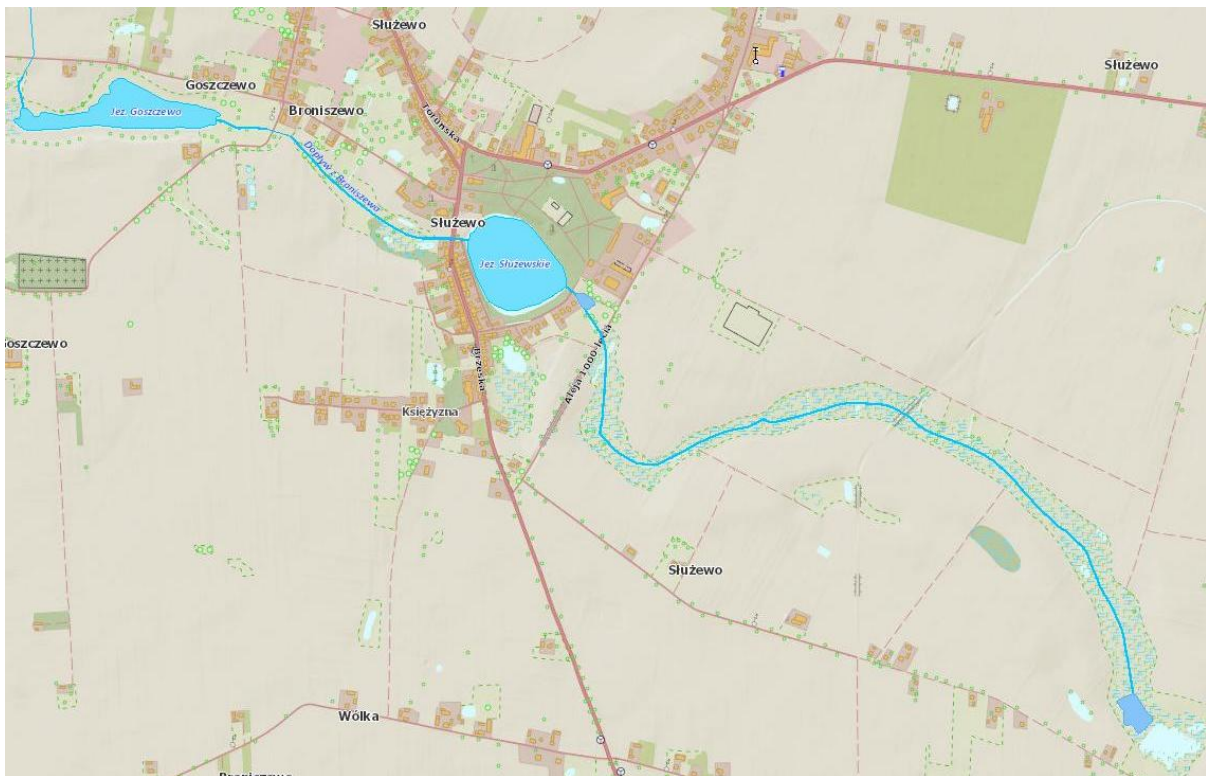 Służewo
Służewo
Goszczewo
Jez. Goszczewo
Broniszewo
Toruńska
Dopływ z Broniszewa
Służewo
Jez. Służewskie
Goszczewo
Brzeska
Aleja 1000-lecia
Księżyzna
Służewo
Wólka
Broniszewo